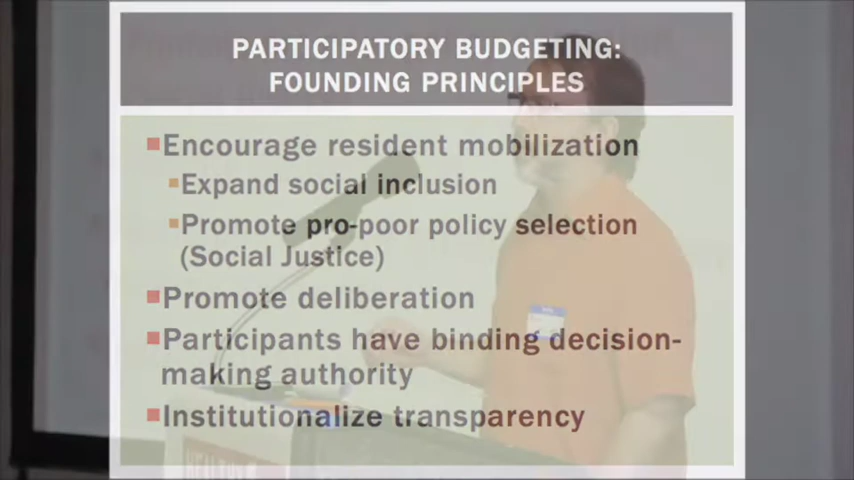 PARTICIPATORY BUDGETING:
FOUNDING PRINCIPLES
Encourage resident mobilization
Expand social inclusion
Promote pro-poor policy selection
(Social Justice)
Promote deliberation
Participants have binding decision-
making authority
Institutionalize transparency